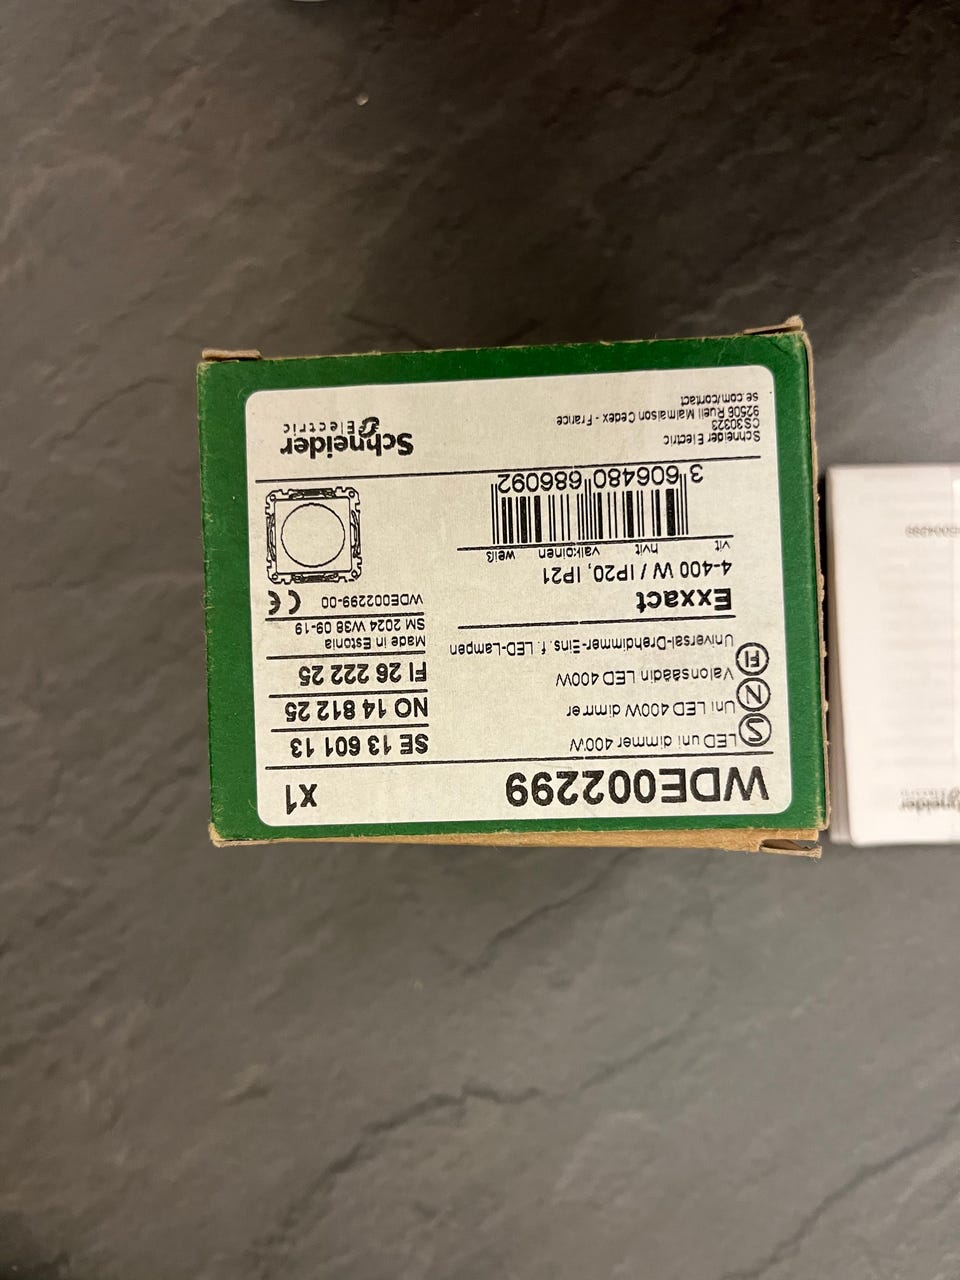 WDE002299
x1
S LED uni dimmer 400W
N Uni LED 400W dimmer
FI Valonsäädin LED 400W
Universal-Drehdimmer-Eins. f. LED-Lampen
SE 13 601 13
NO 14 812 25
FI 26 222 25
Made in Estonia
SM 2024 W38 09-19
WDE002299-00
CE
Exxact
4-400 W / IP20, IP21
vit hvit valkoinen weiß
3 606480 686092
Schneider Electric
CS30323
92506 Rueil Malmaison Cedex - France
se.com/contact
Schneider
Electric